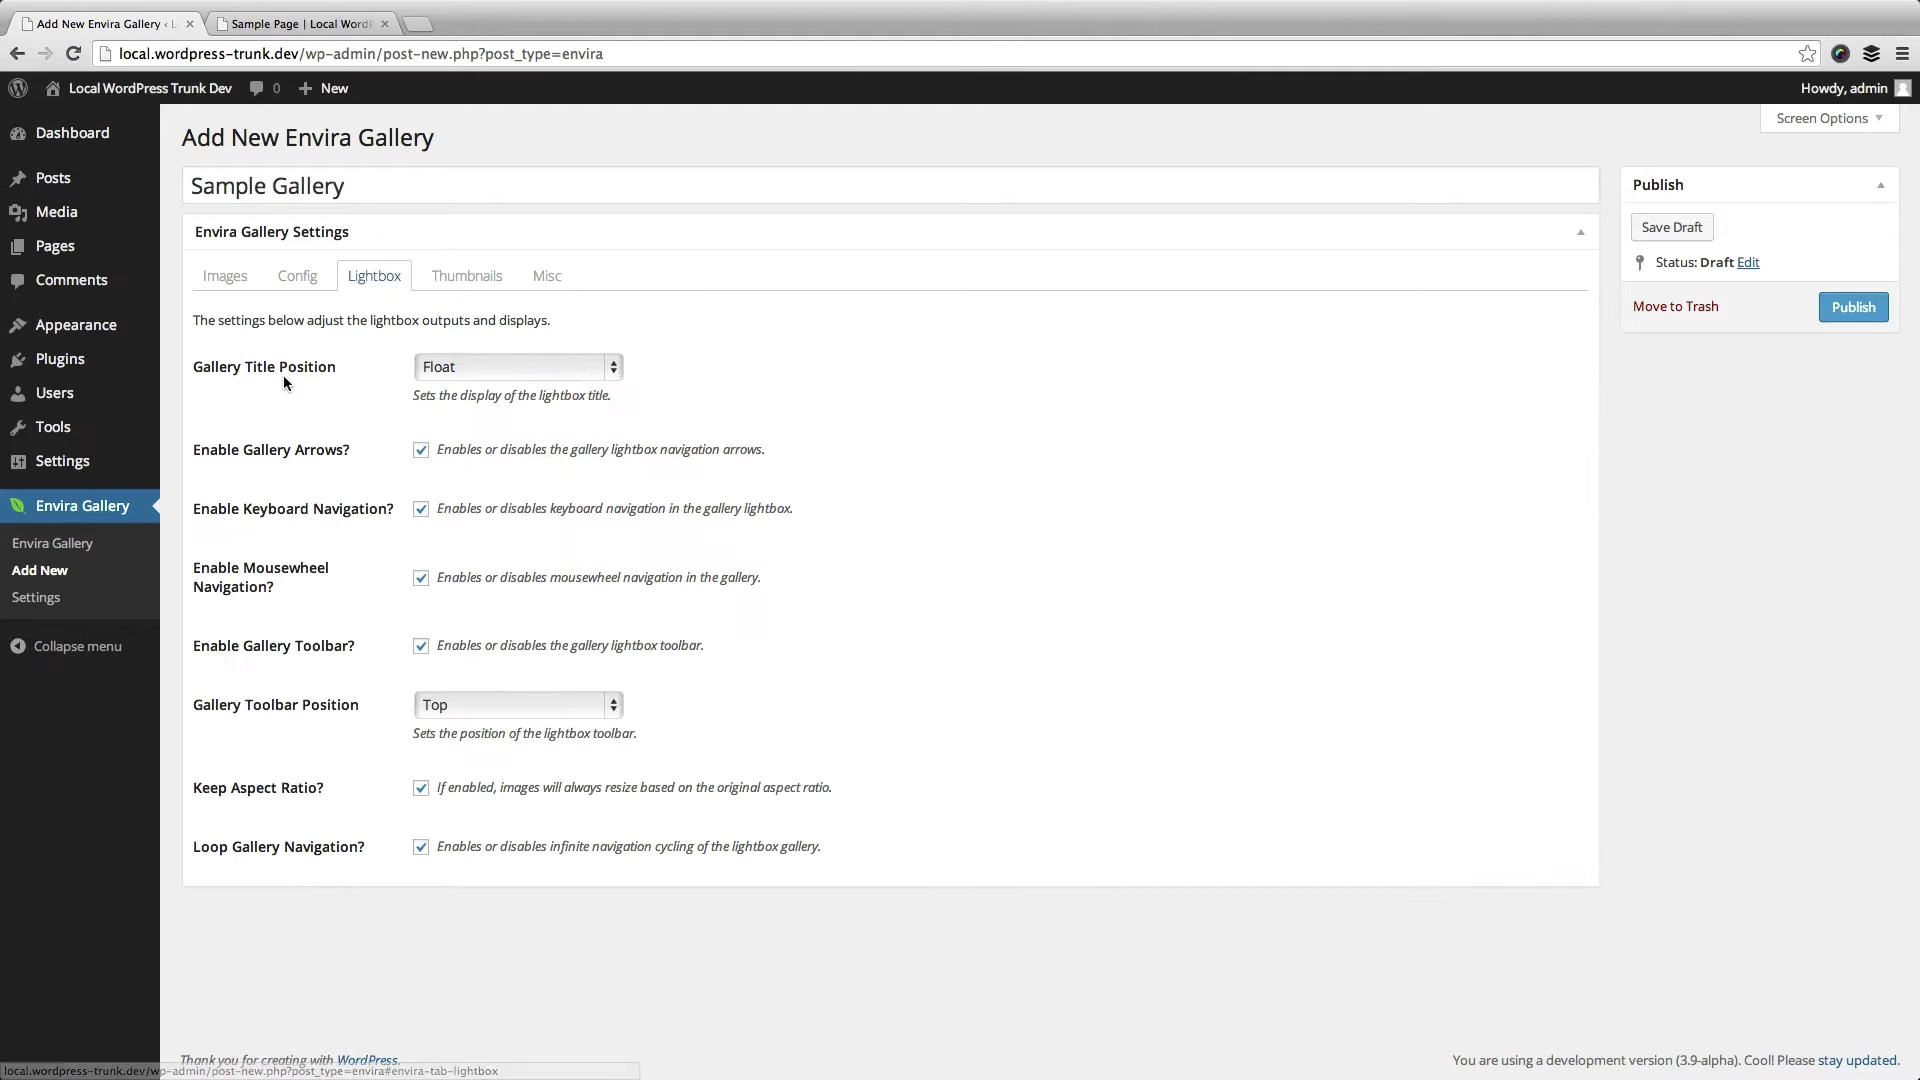 Add New Envira Gallery ‹ L
Sample Page | Local WordP
local.wordpress-trunk.dev/wp-admin/post-new.php?post_type=envira
Local WordPress Trunk Dev
0
New
Howdy, admin
Screen Options
Dashboard
Posts
Media
Pages
Comments
Appearance
Plugins
Users
Tools
Settings
Envira Gallery
Envira Gallery
Add New
Settings
Collapse menu
Add New Envira Gallery
Sample Gallery
Envira Gallery Settings
Images Config Lightbox Thumbnails Misc
The settings below adjust the lightbox outputs and displays.
Gallery Title Position
Float
Sets the display of the lightbox title.
Enable Gallery Arrows?
Enables or disables the gallery lightbox navigation arrows.
Enable Keyboard Navigation?
Enables or disables keyboard navigation in the gallery lightbox.
Enable Mousewheel
Navigation?
Enables or disables mousewheel navigation in the gallery.
Enable Gallery Toolbar?
Enables or disables the gallery lightbox toolbar.
Gallery Toolbar Position
Top
Sets the position of the lightbox toolbar.
Keep Aspect Ratio?
If enabled, images will always resize based on the original aspect ratio.
Loop Gallery Navigation?
Enables or disables infinite navigation cycling of the lightbox gallery.
Publish
Save Draft
Status: Draft Edit
Move to Trash
Publish
Thank you for creating with WordPress.
You are using a development version (3.9-alpha). Cool! Please stay updated.
local.wordpress-trunk.dev/wp-admin/post-new.php?post_type=envira#envira-tab-lightbox